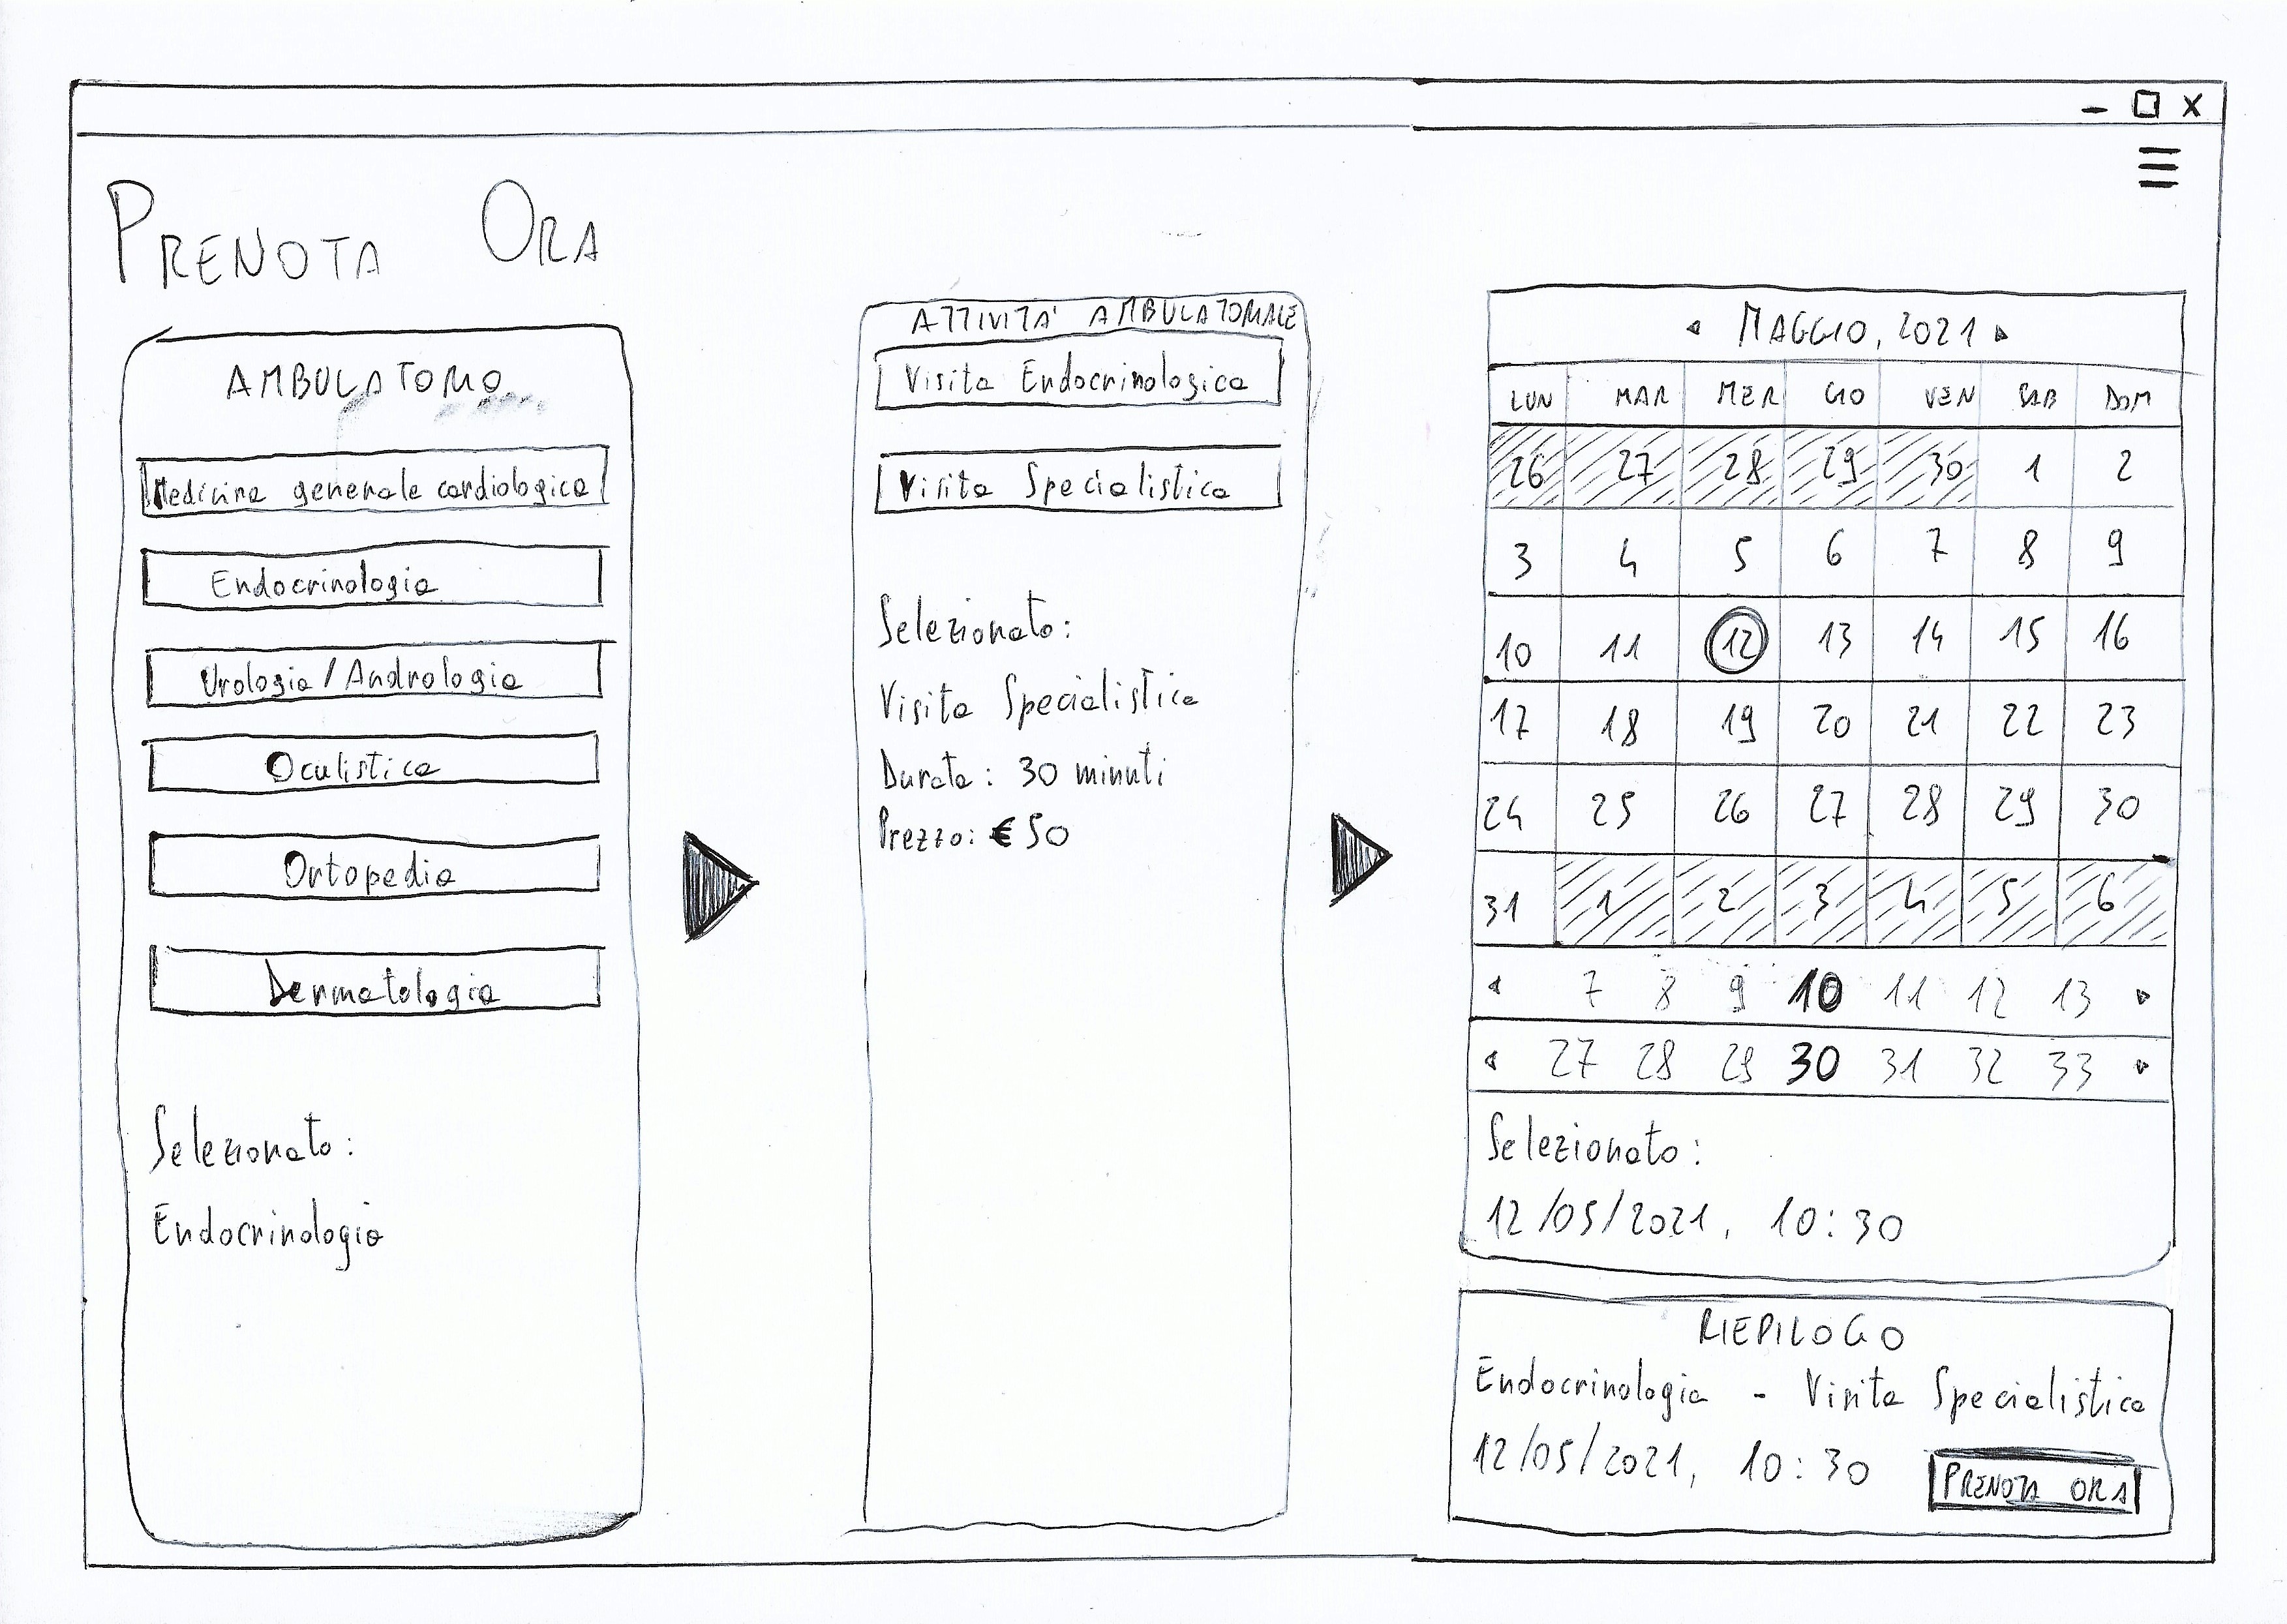 PRENOTA ORA
AMBULATORIO
Medicina generale cardiologica
Endocrinologia
Urologia / Andrologia
Oculistica
Ortopedia
Dermatologia
Selezionato:
Endocrinologia
ATTIVITA' AMBULATORIALE
Visita Endocrinologica
Visita Specialistica
Selezionato:
Visita Specialistica
Durata: 30 minuti
Prezzo: € 50
MAGGIO, 2021
LUN MAR MER GIO VEN SAB DOM
26 27 28 29 30 1 2
3 4 5 6 7 8 9
10 11 12 13 14 15 16
17 18 19 20 21 22 23
24 25 26 27 28 29 30
31 1 2 3 4 5 6
7 8 9 10 11 12 13
27 28 29 30 31 32 33
Selezionato:
12/05/2021, 10:30
RIEPILOGO
Endocrinologia - Visita Specialistica
12/05/2021, 10:30
PRENOTA ORA